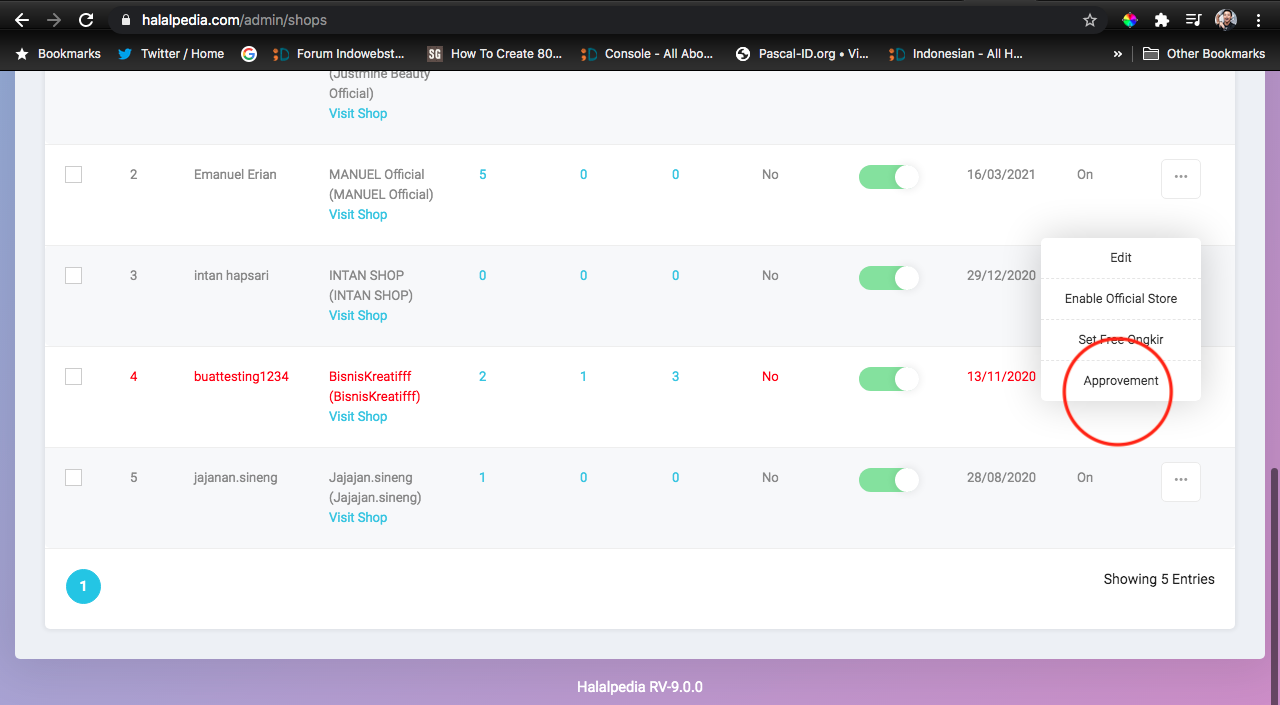 halalpedia.com/admin/shops
Bookmarks
Twitter / Home
Forum Indowebst...
SG
How To Create 80...
Console - All Abo...
Pascal-ID.org • Vi...
Indonesian - All H...
»
Other Bookmarks
(Justmine Beauty
Official)
Visit Shop
2 Emanuel Erian MANUEL Official 5 0 0 No 16/03/2021 On
(MANUEL Official)
Visit Shop
3 intan hapsari INTAN SHOP 0 0 0 No 29/12/2020
(INTAN SHOP)
Visit Shop
4 buattesting1234 BisnisKreatifff 2 1 3 No 13/11/2020
(BisnisKreatifff)
Visit Shop
Edit
Enable Official Store
Set Free Ongkir
Approvement
5 jajanan.sineng Jajajan.sineng 1 0 0 No 28/08/2020 On
(Jajajan.sineng)
Visit Shop
1
Showing 5 Entries
Halalpedia RV-9.0.0